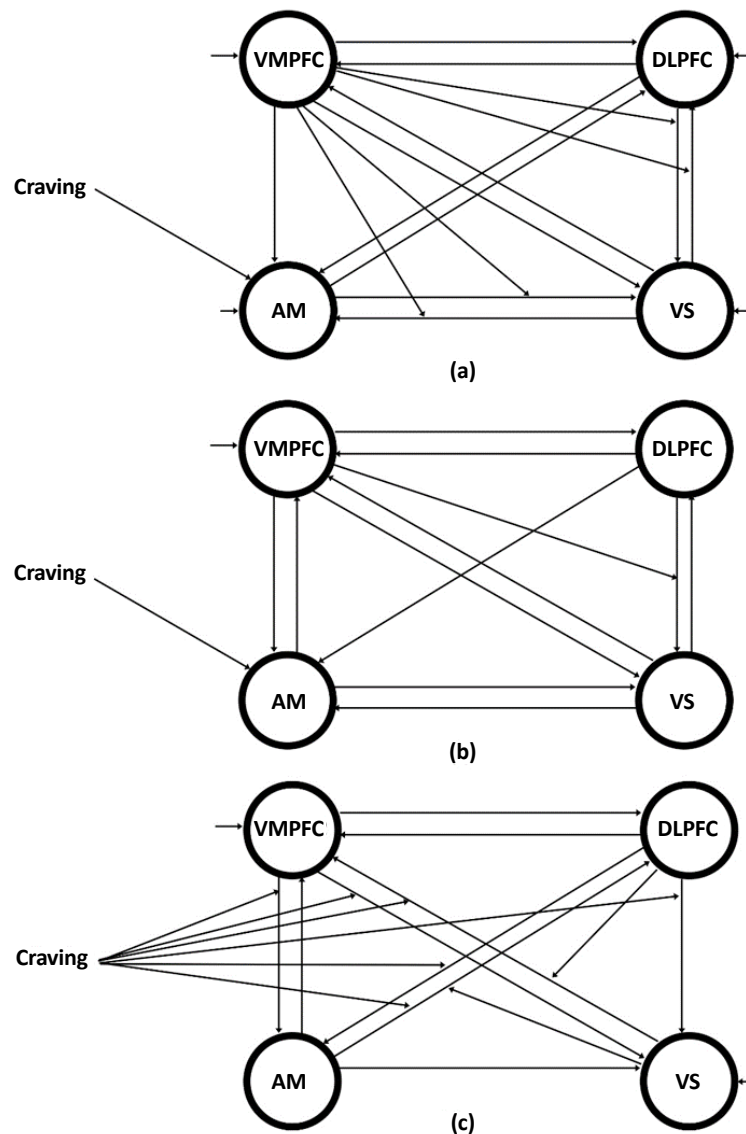 VMPFC
DLPFC
Craving
AM
VS
(a)
VMPFC
DLPFC
Craving
AM
VS
(b)
VMPFC
DLPFC
Craving
AM
VS
(c)